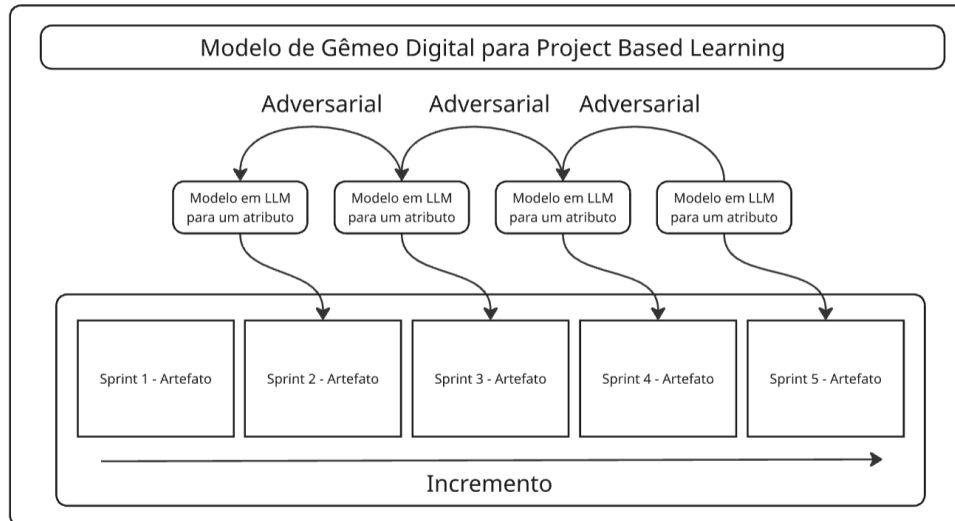 Modelo de Gêmeo Digital para Project Based Learning
Adversarial
Adversarial
Adversarial
Modelo em LLM
para um atributo
Modelo em LLM
para um atributo
Modelo em LLM
para um atributo
Modelo em LLM
para um atributo
Sprint 1 - Artefato
Sprint 2 - Artefato
Sprint 3 - Artefato
Sprint 4 - Artefato
Sprint 5 - Artefato
Incremento